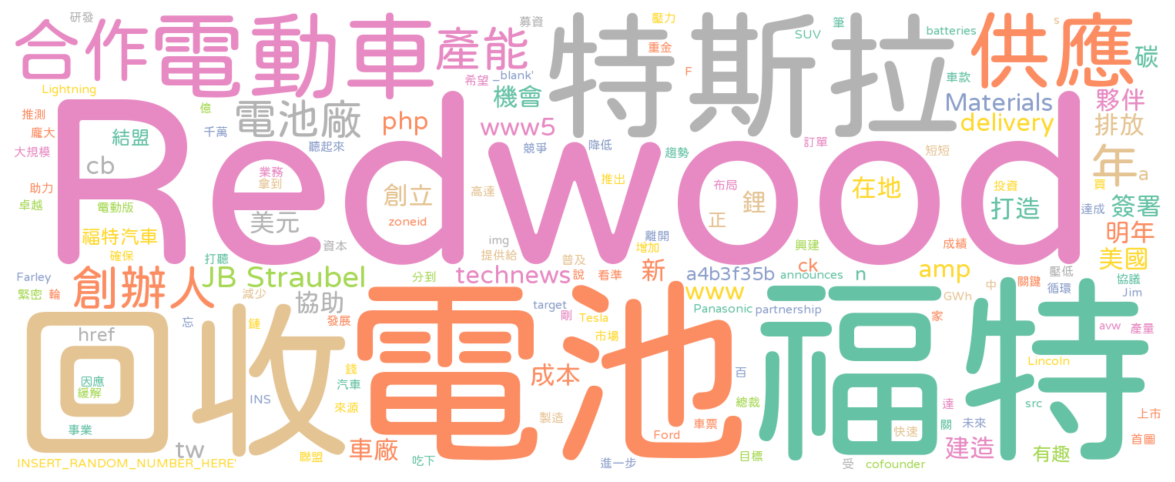 研發
募資
壓力
筆
s
合作
電動車
產能
特斯拉
供應
重金
SUV
batteries
碳
Lightning
_blank'
希望
F
車款
機會
Materials
夥伴
推測
億
電池廠
php
www5
delivery
排放
龐大
結盟
千萬
聽起來
競爭
降低
趨勢
訂單
短短
年
a
大規模
cb
Redwood
業務
拿到
助力
創立
高達
推出
布局
鋰
在地
投資
頁
卓越
電動版
美元
zoneid
正
打造
達成
簽署
福特汽車
資本
img
提供給
離開
增加
興建
成績
明年
確保
打聽
普及
美國
Farley
創辦人
JB Straubel
分到
technews
說
看準
新
a4b3f35b
ck
announces
n
amp
壓低
關鍵
協議
緊密
輪
減少
協助
target
剛
Tesla
www
Panasonic
partnership
GWh
中
循環
Jim
href
忘
鏈
發展
市場
家
avw
產量
回收
電池
福特
因應
緩解
錢
汽車
成本
百
Lincoln
INS
來源
製造
總裁
達
src
上市
事業
車票
Ford
快速
關
未來
首圖
tw
車廠
建造
有趣
INSERT_RANDOM_NUMBER_HERE'
聯盟
吃下
進一步
目標
受
cofounder